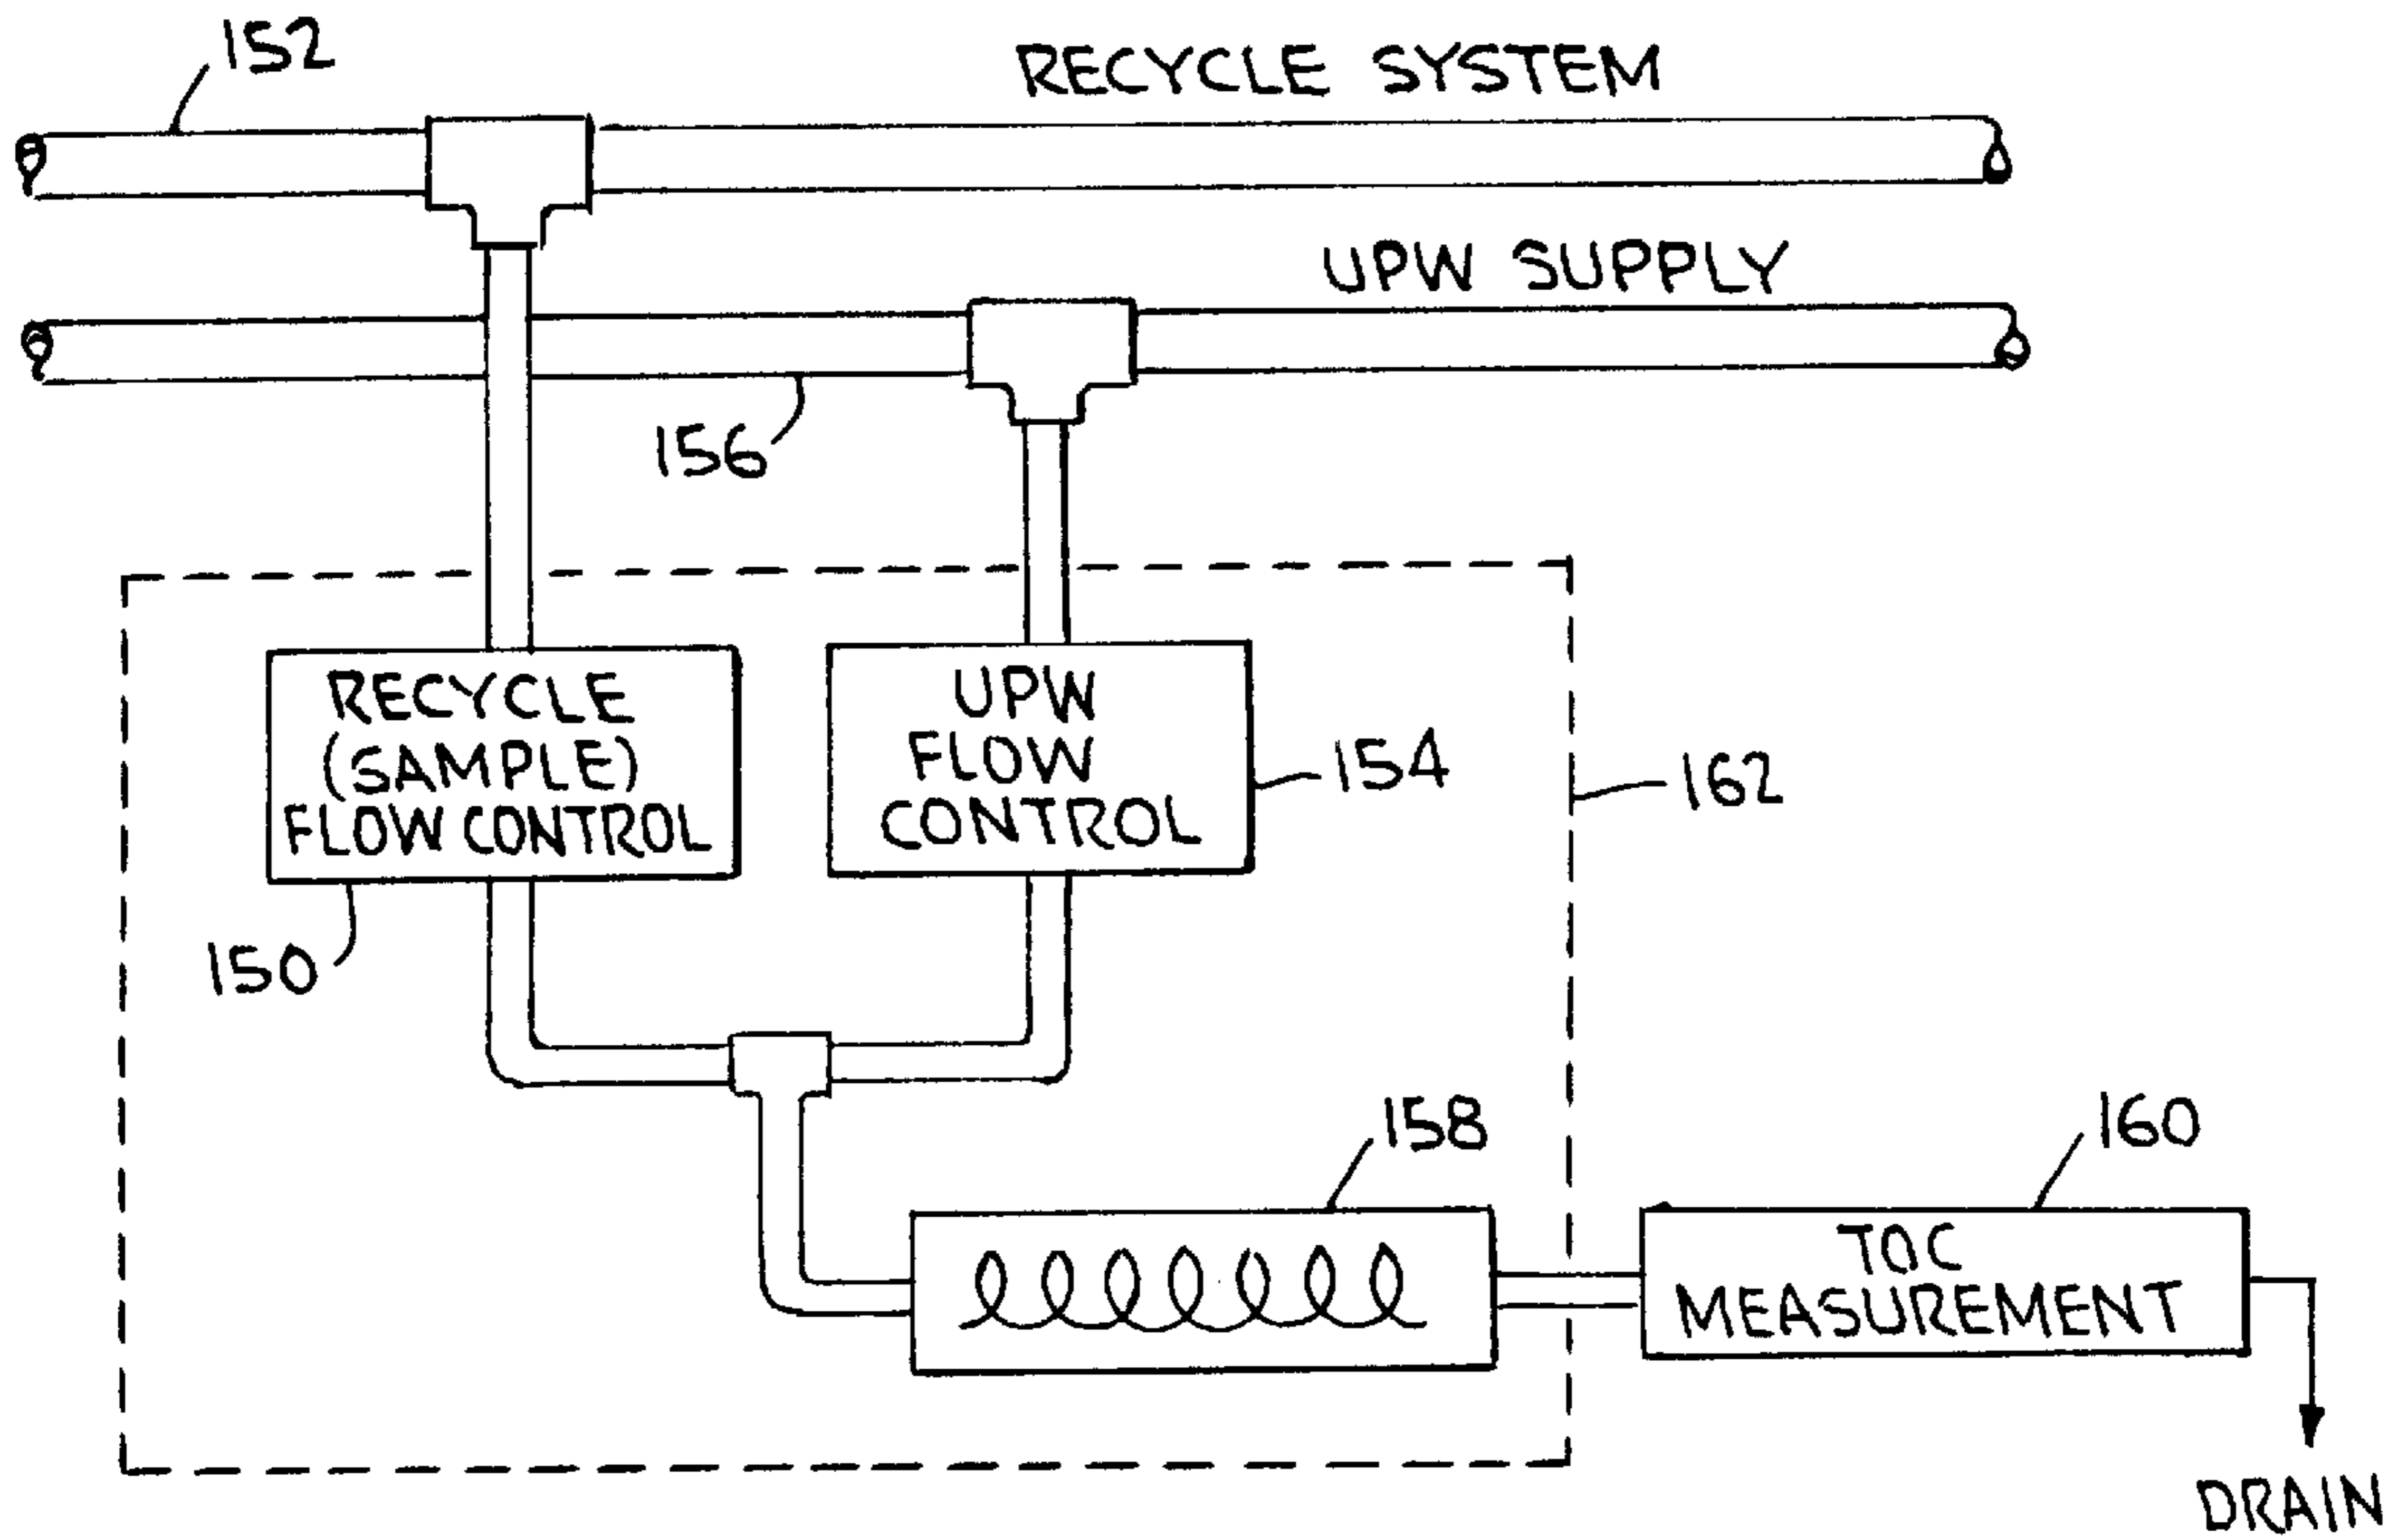 152
RECYCLE SYSTEM
UPW SUPPLY
156
RECYCLE
(SAMPLE)
FLOW CONTROL
UPW
FLOW
CONTROL
154
162
150
158
160
TOC
MEASUREMENT
DRAIN